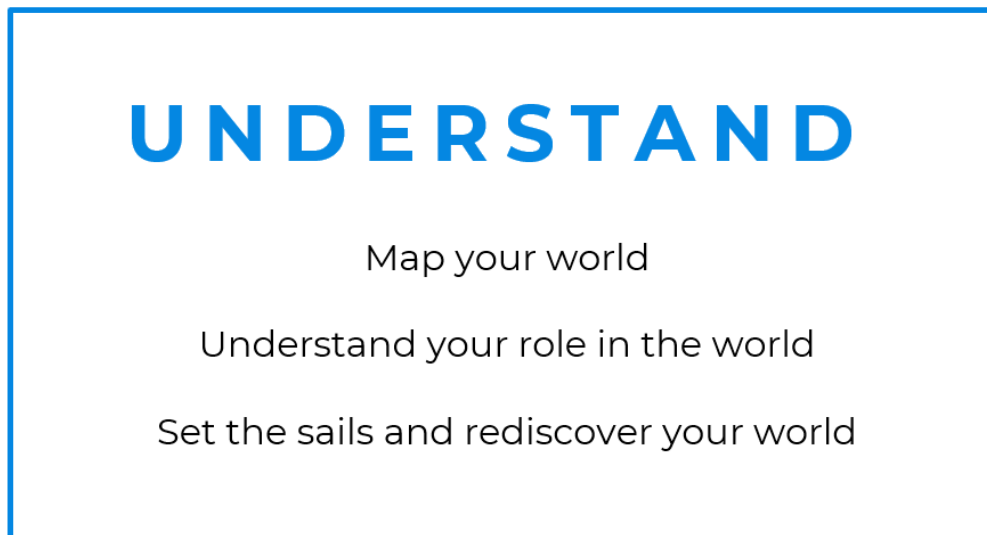 UNDERSTAND
Map your world
Understand your role in the world
Set the sails and rediscover your world